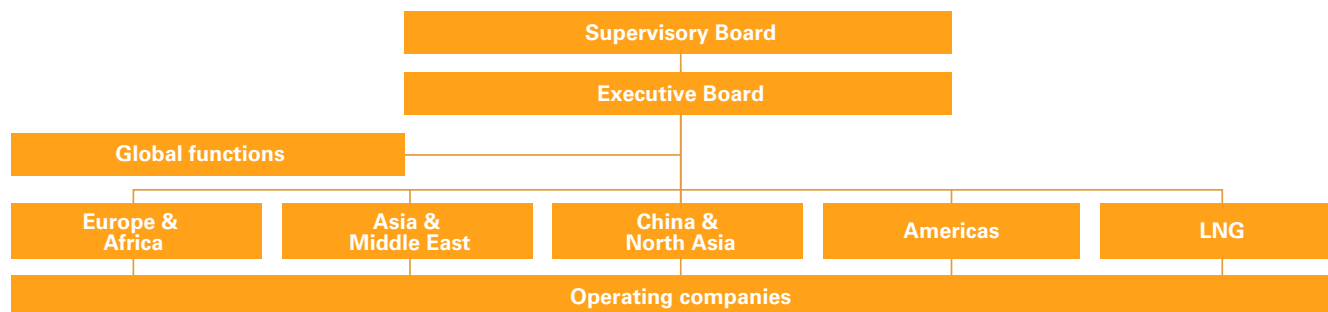 Supervisory Board
Executive Board
Global functions
Europe &
Africa
Asia &
Middle East
China &
North Asia
Americas
LNG
Operating companies